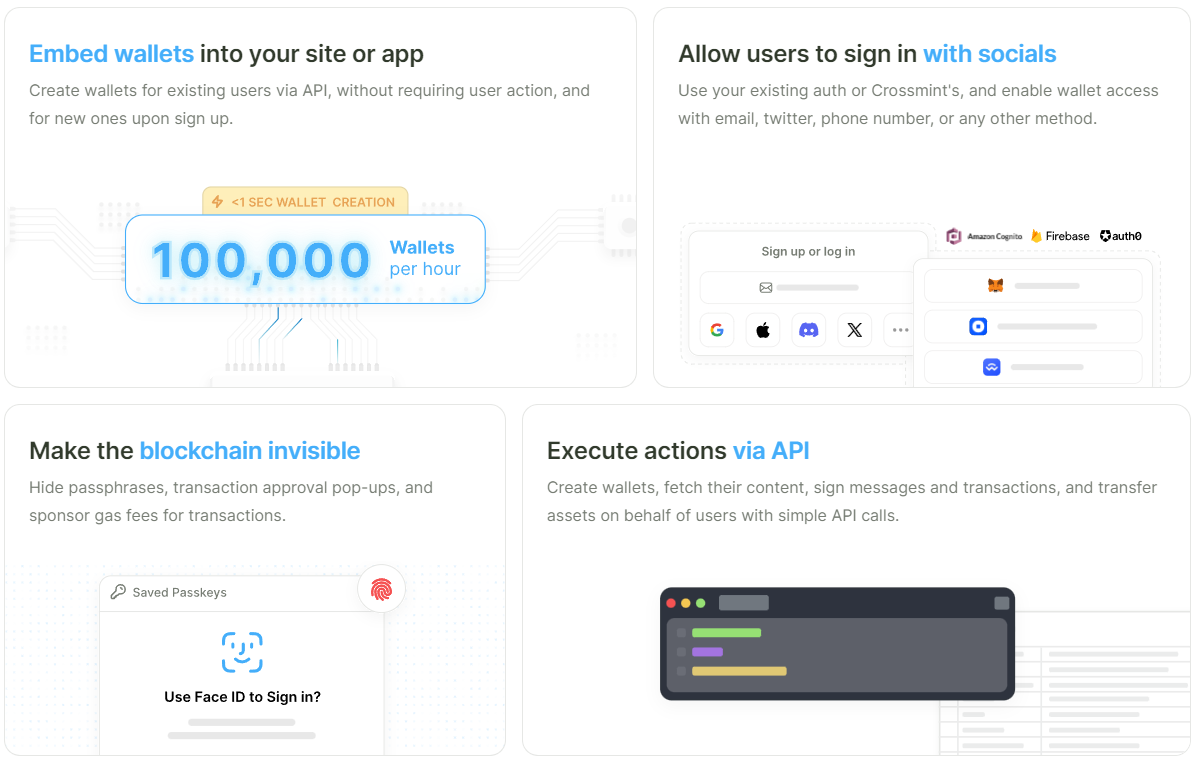 Embed wallets into your site or app
Create wallets for existing users via API, without requiring user action, and
for new ones upon sign up.
<1 SEC WALLET CREATION
100,000
Wallets
per hour
Allow users to sign in with socials
Use your existing auth or Crossmint's, and enable wallet access
with email, twitter, phone number, or any other method.
Amazon Cognito
Firebase
auth0
Sign up or log in
Make the blockchain invisible
Hide passphrases, transaction approval pop-ups, and
sponsor gas fees for transactions.
Saved Passkeys
Use Face ID to Sign in?
Execute actions via API
Create wallets, fetch their content, sign messages and transactions, and transfer
assets on behalf of users with simple API calls.